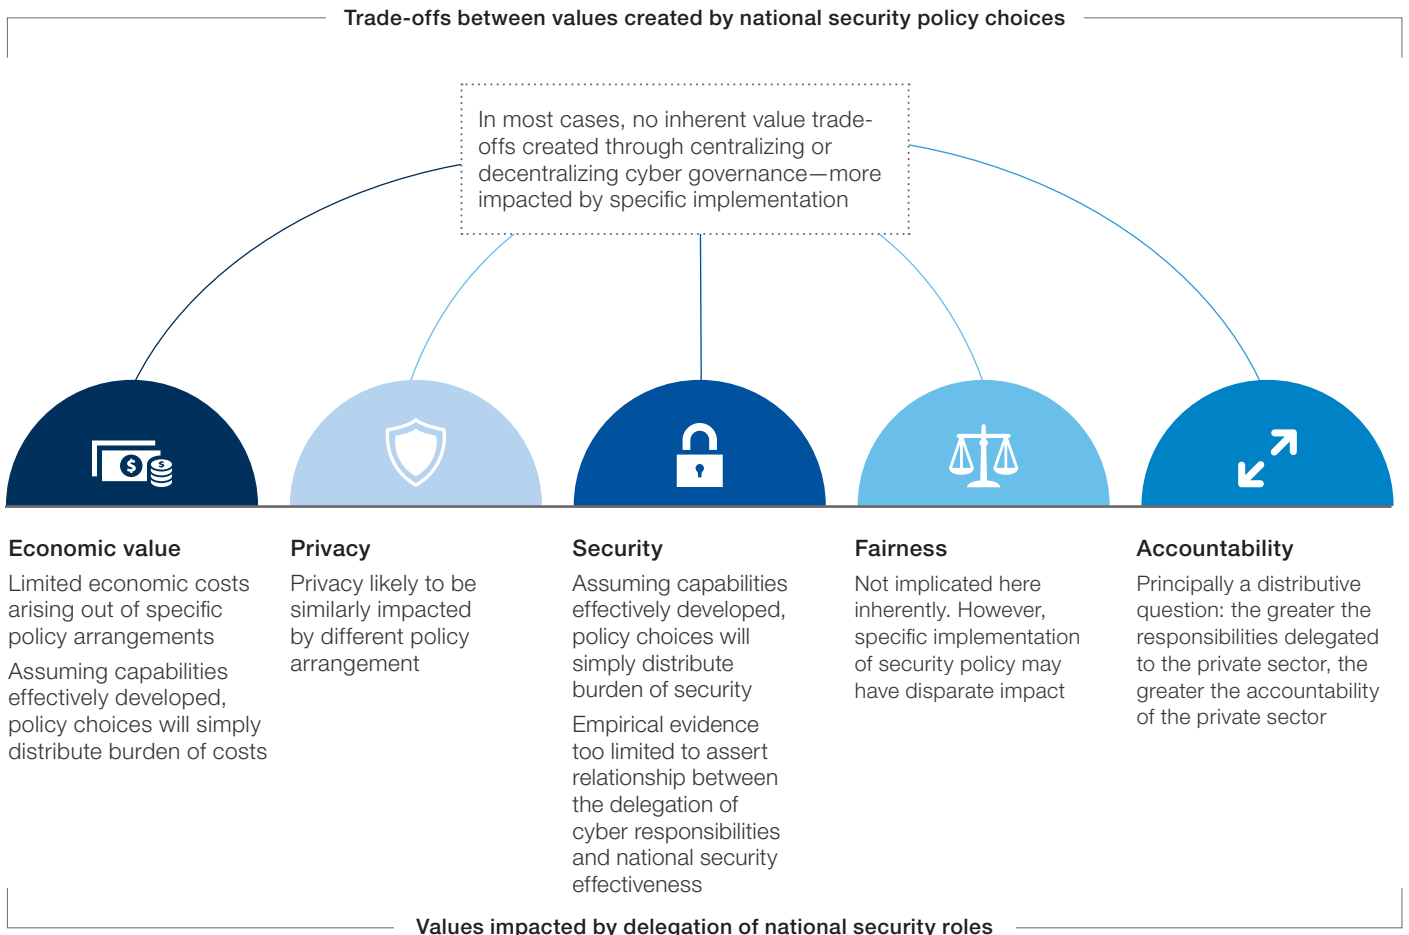 Trade-offs between values created by national security policy choices
In most cases, no inherent value trade-
offs created through centralizing or
decentralizing cyber governance—more
impacted by specific implementation
$
$
Economic value
Limited economic costs
arising out of specific
policy arrangements
Assuming capabilities
effectively developed,
policy choices will simply
distribute burden of costs
Privacy
Privacy likely to be
similarly impacted
by different policy
arrangement
Security
Assuming capabilities
effectively developed,
policy choices will
simply distribute
burden of security
Empirical evidence
too limited to assert
relationship between
the delegation of
cyber responsibilities
and national security
effectiveness
Fairness
Not implicated here
inherently. However,
specific implementation
of security policy may
have disparate impact
Accountability
Principally a distributive
question: the greater the
responsibilities delegated
to the private sector, the
greater the accountability
of the private sector
Values impacted by delegation of national security roles